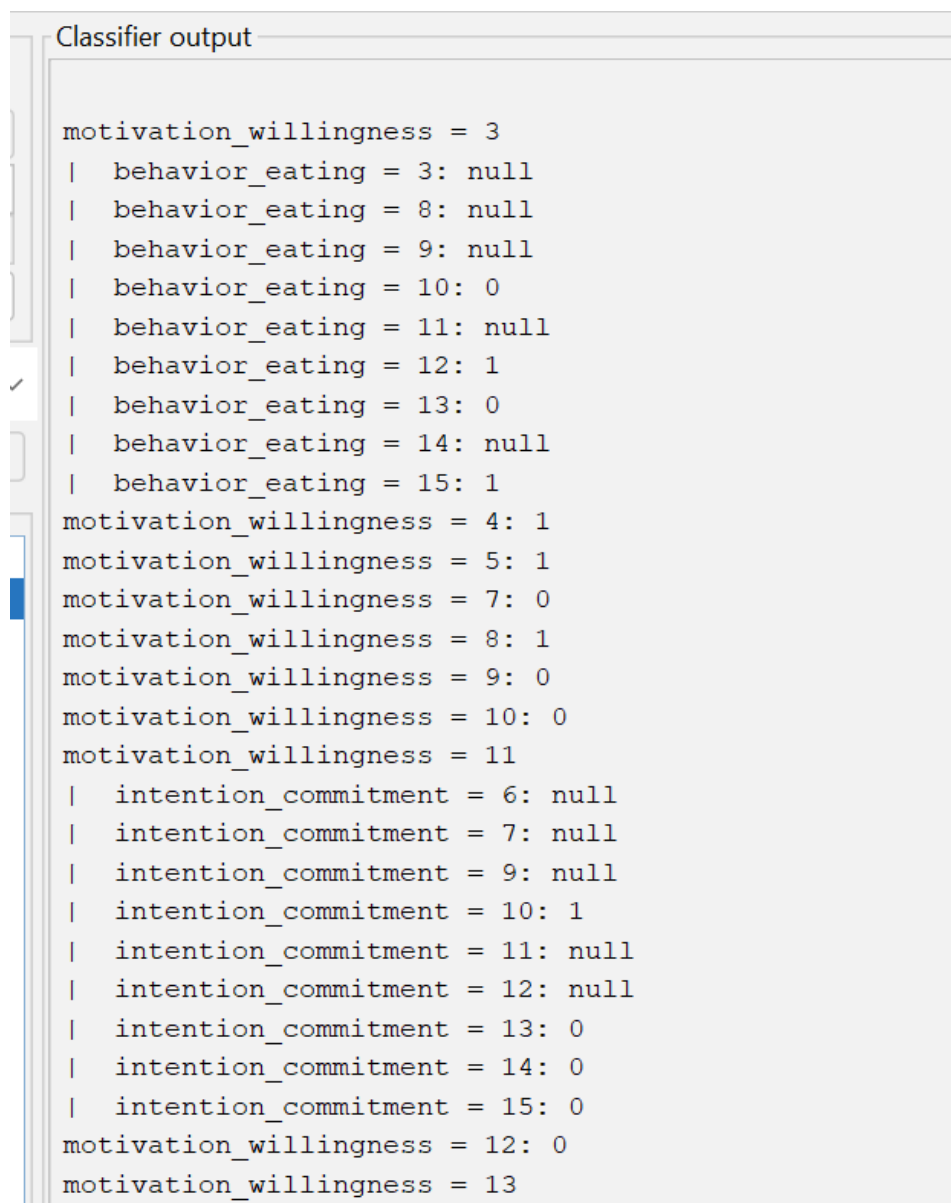 Classifier output
motivation_willingness = 3
|  behavior_eating = 3: null
|  behavior_eating = 8: null
|  behavior_eating = 9: null
|  behavior_eating = 10: 0
|  behavior_eating = 11: null
|  behavior_eating = 12: 1
|  behavior_eating = 13: 0
|  behavior_eating = 14: null
|  behavior_eating = 15: 1
motivation_willingness = 4: 1
motivation_willingness = 5: 1
motivation_willingness = 7: 0
motivation_willingness = 8: 1
motivation_willingness = 9: 0
motivation_willingness = 10: 0
motivation_willingness = 11
|  intention_commitment = 6: null
|  intention_commitment = 7: null
|  intention_commitment = 9: null
|  intention_commitment = 10: 1
|  intention_commitment = 11: null
|  intention_commitment = 12: null
|  intention_commitment = 13: 0
|  intention_commitment = 14: 0
|  intention_commitment = 15: 0
motivation_willingness = 12: 0
motivation_willingness = 13